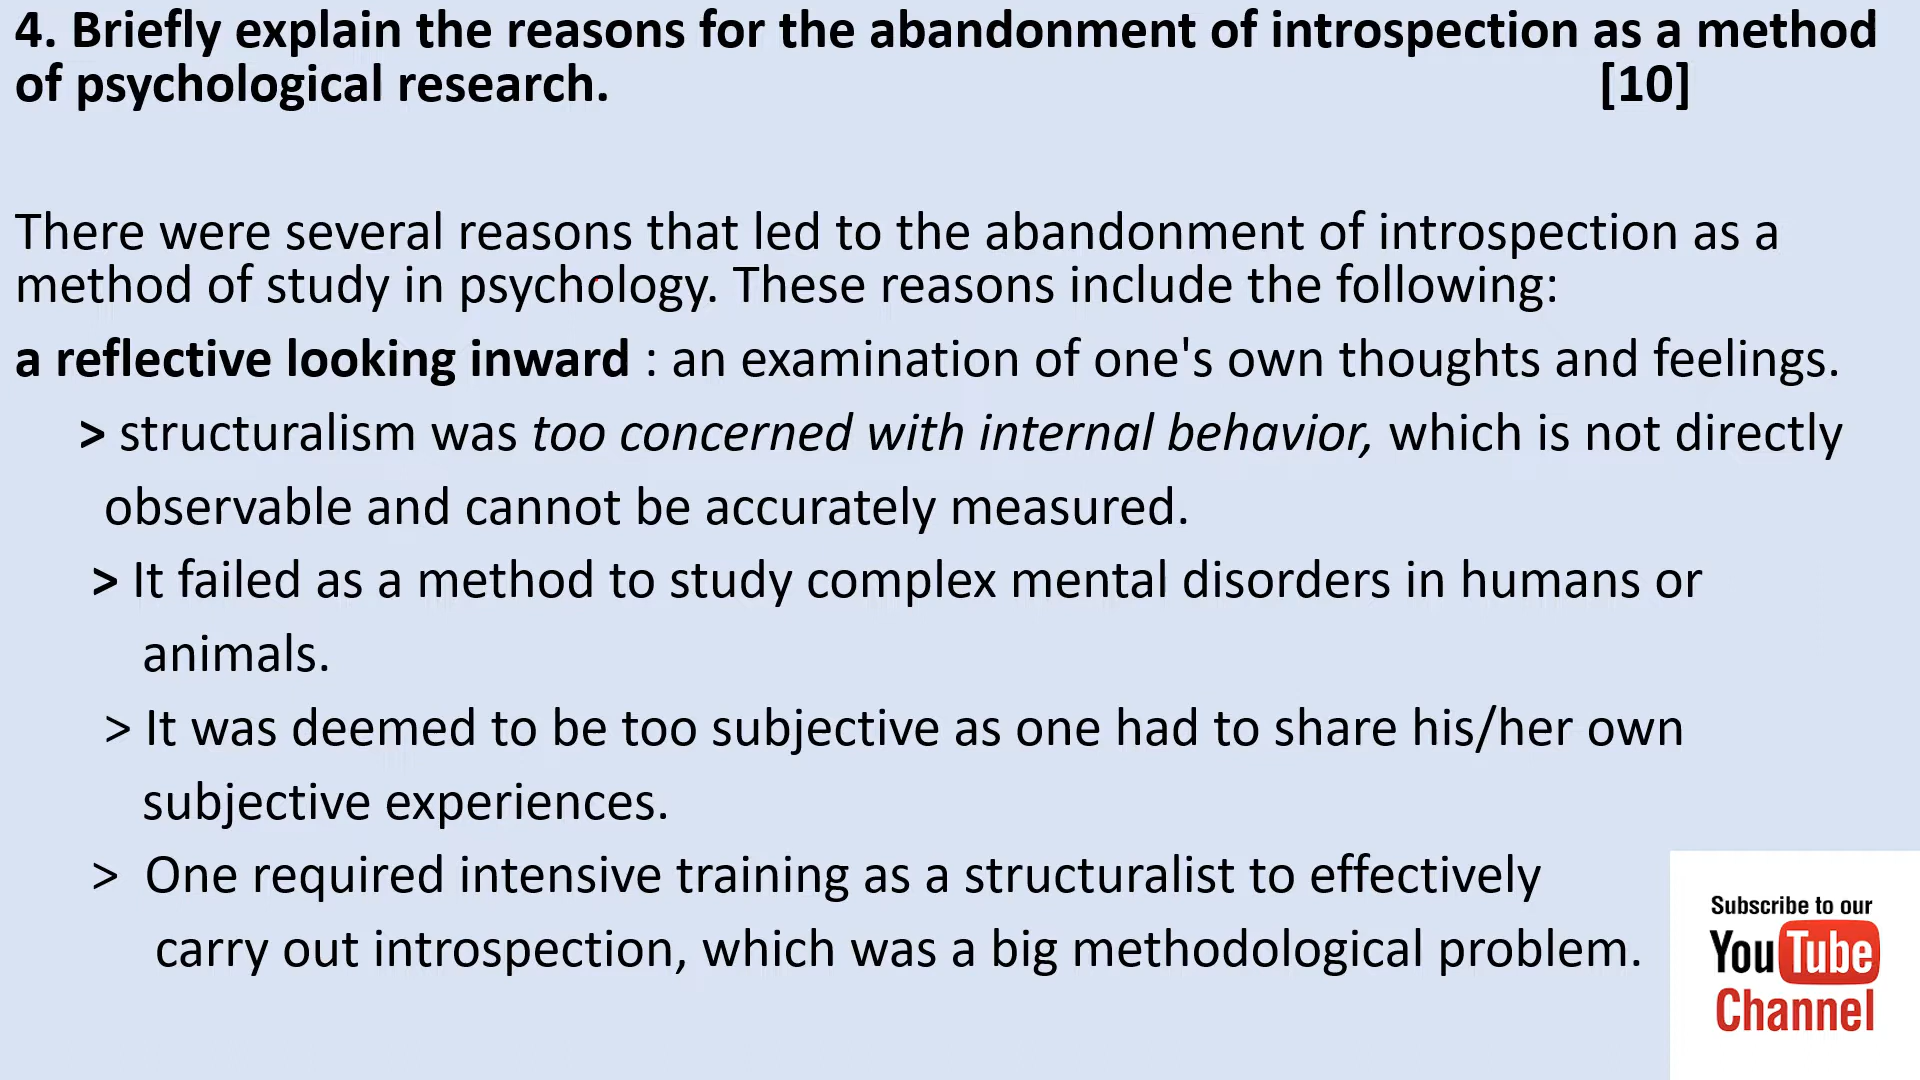 4. Briefly explain the reasons for the abandonment of introspection as a method
of psychological research. [10]
There were several reasons that led to the abandonment of introspection as a
method of study in psychology. These reasons include the following:
a reflective looking inward : an examination of one's own thoughts and feelings.
> structuralism was too concerned with internal behavior, which is not directly
observable and cannot be accurately measured.
> It failed as a method to study complex mental disorders in humans or
animals.
> It was deemed to be too subjective as one had to share his/her own
subjective experiences.
> One required intensive training as a structuralist to effectively
carry out introspection, which was a big methodological problem.
Subscribe to our
YouTube
Channel